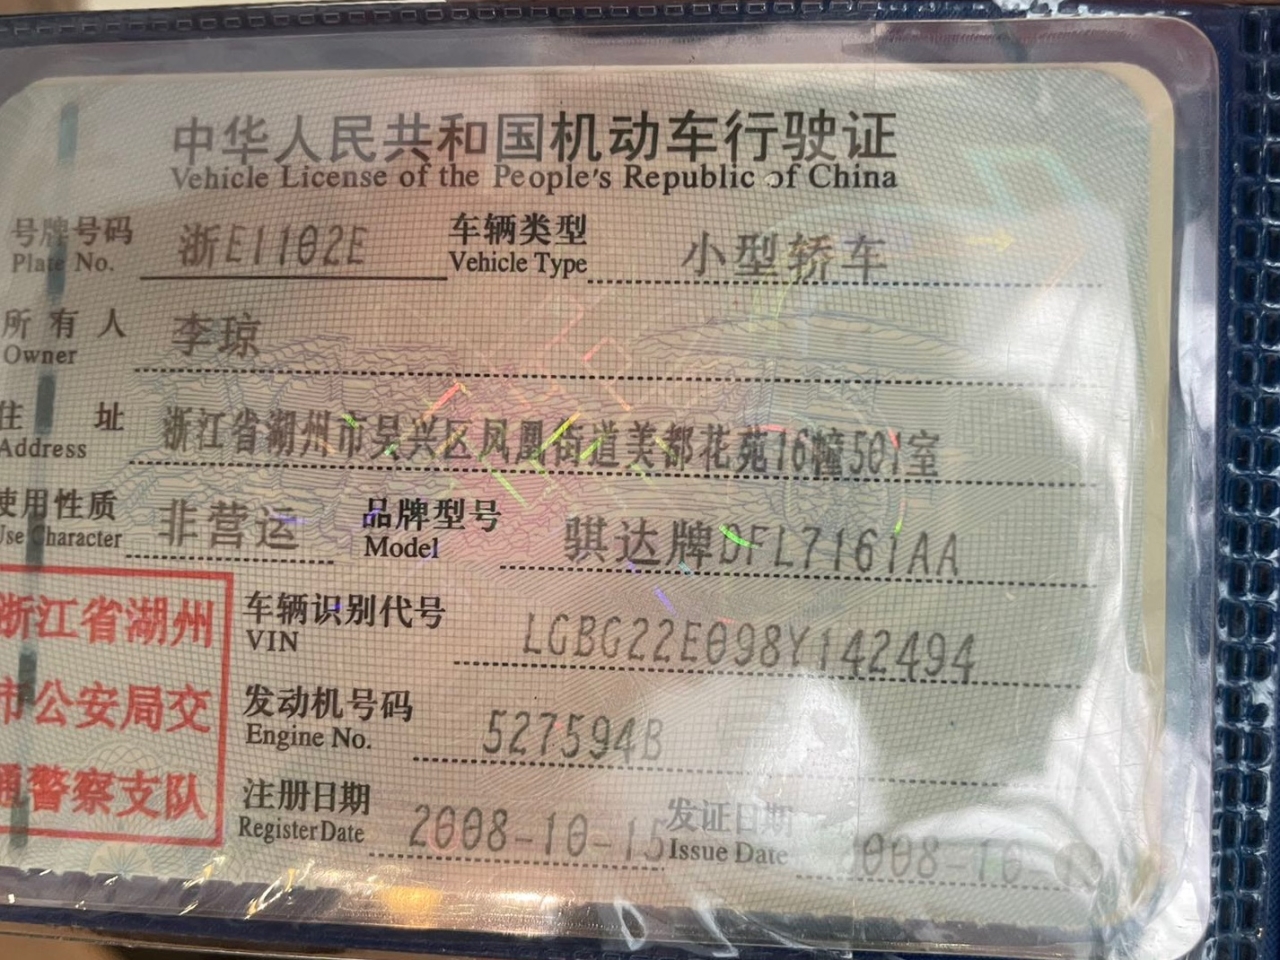 中华人民共和国机动车行驶证
Vehicle License of the People's Republic of China
号牌号码 浙E1102E 车辆类型 小型轿车
Plate No. Vehicle Type
所有人 李琼
Owner
住址 浙江省湖州市吴兴区凤凰街道美都花苑16幢501室
Address
使用性质 非营运 品牌型号 骐达牌DFL7161AA
Use Character Model
浙江省湖州
市公安局交
通警察支队
车辆识别代号 LGBG22E098Y142494
VIN
发动机号码 527594B
Engine No.
注册日期 2008-10-15 发证日期
Register Date Issue Date